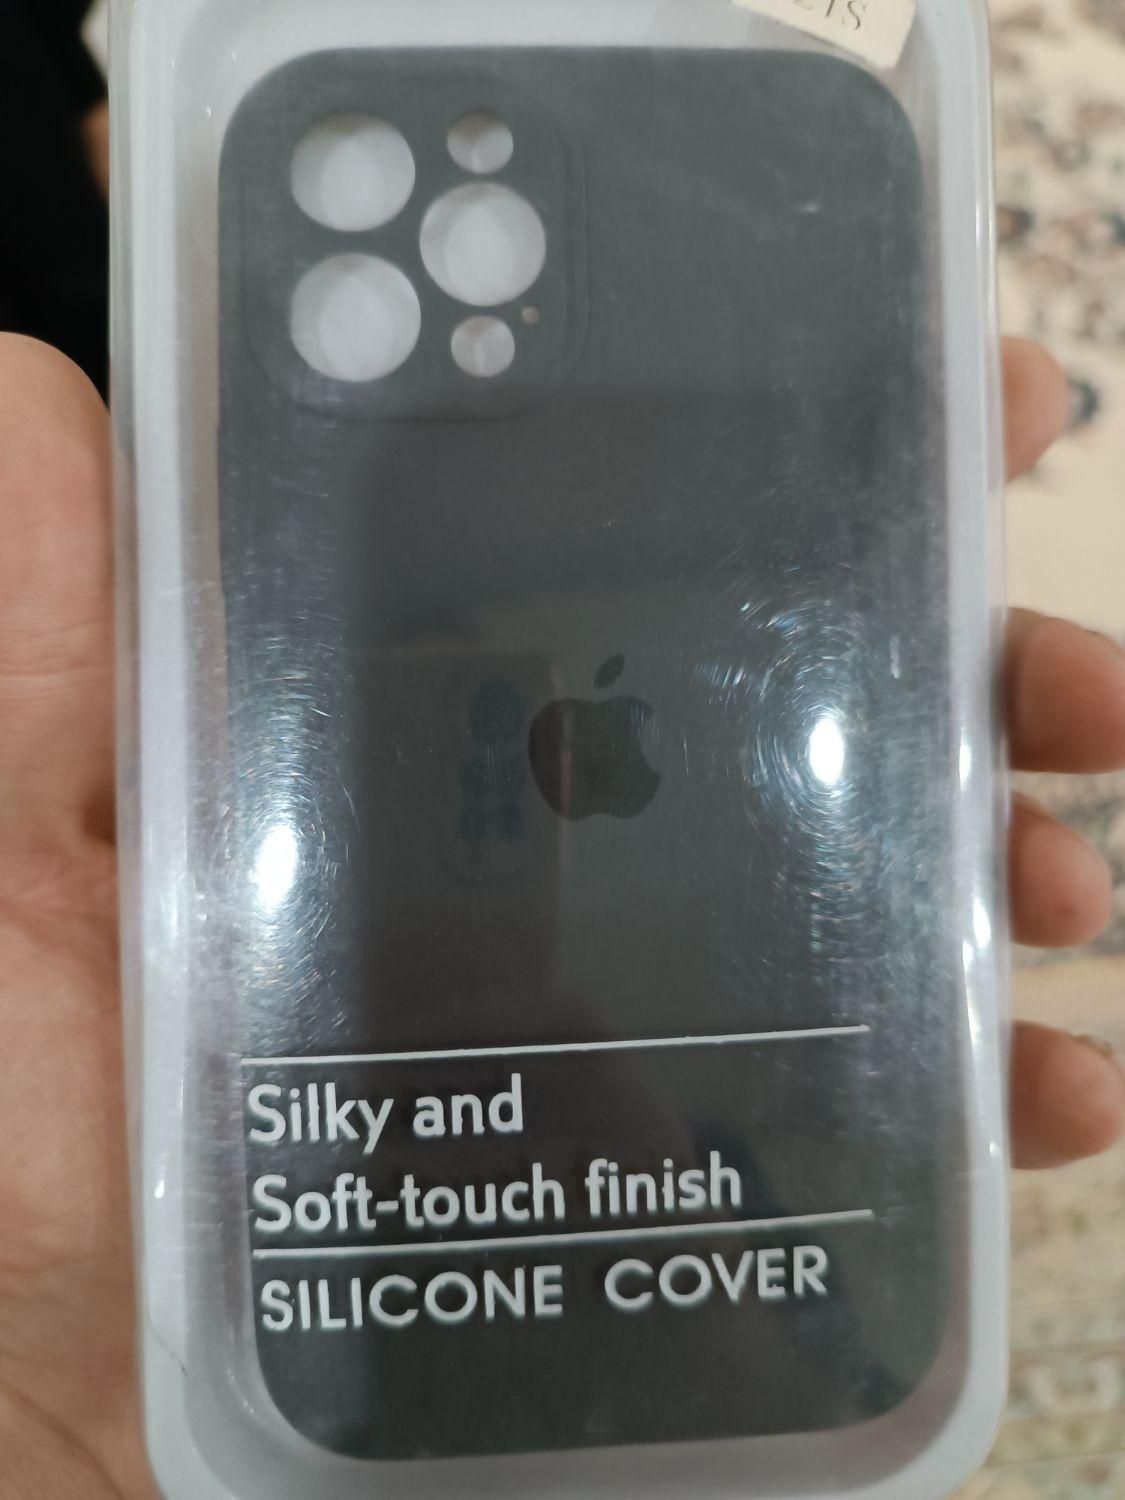 Silky and
Soft-touch finish
SILICONE COVER